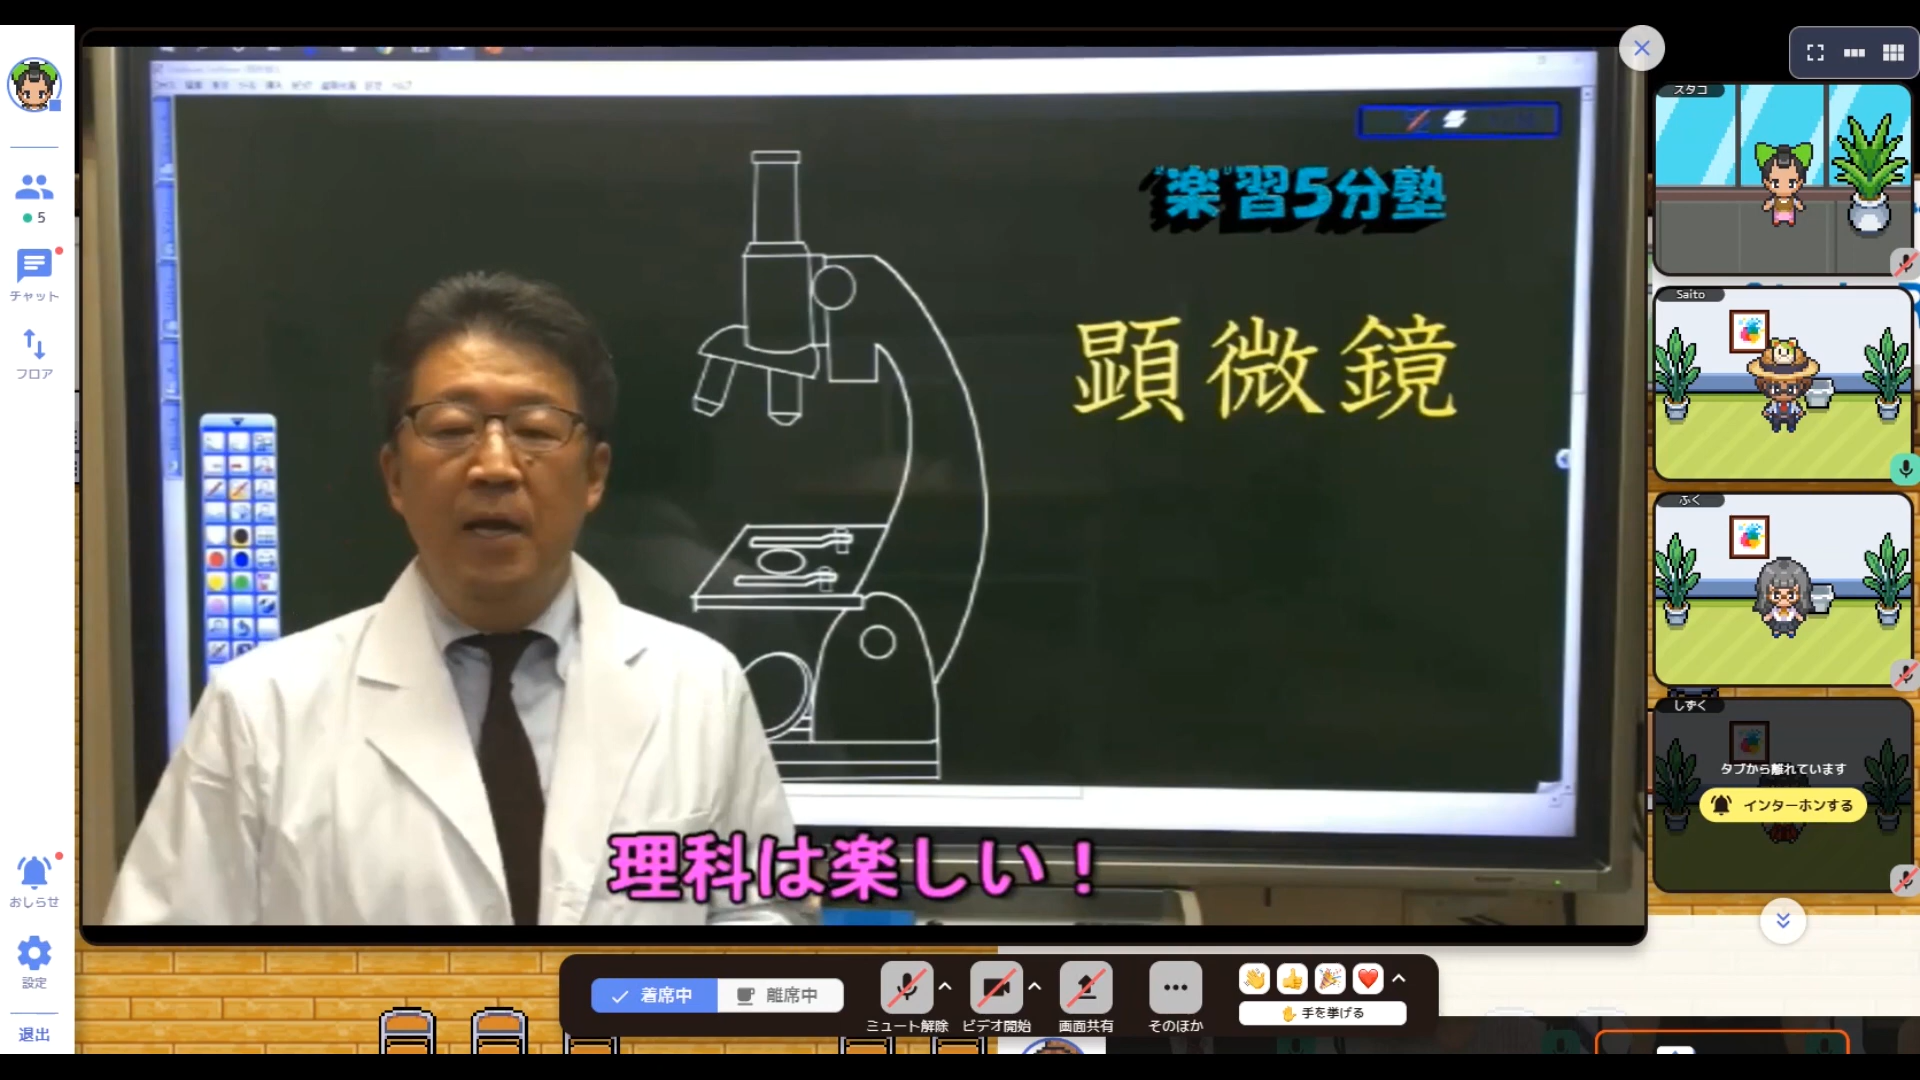 5
チャット
フロア
おしらせ
設定
退出
"楽"習5分塾
顕微鏡
理科は楽しい！
スタコ
Saito
ふく
しずく
タブから離れています
インターホンする
着席中
離席中
ミュート解除
ビデオ開始
画面共有
そのほか
手を挙げる